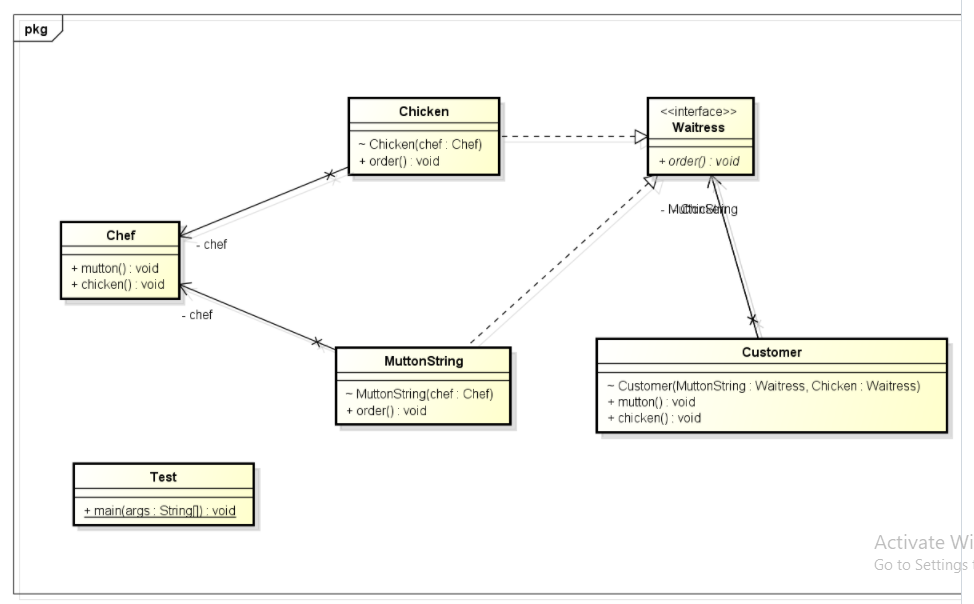 pkg
Chicken
~ Chicken(chef : Chef)
+ order() : void
<<interface>>
Waitress
+ order() : void
- MuttonString
- Chicken
Chef
+ mutton() : void
+ chicken() : void
- chef
- chef
MuttonString
~ MuttonString(chef : Chef)
+ order() : void
Customer
~ Customer(MuttonString : Waitress, Chicken : Waitress)
+ mutton() : void
+ chicken() : void
Test
+ main(args : String[]) : void
Activate Wi
Go to Settings t